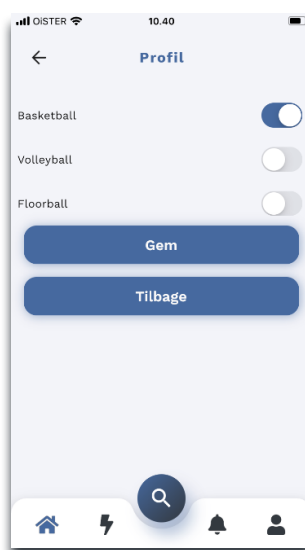 OiSTER 10.40
Profil
Basketball
Volleyball
Floorball
Gem
Tilbage